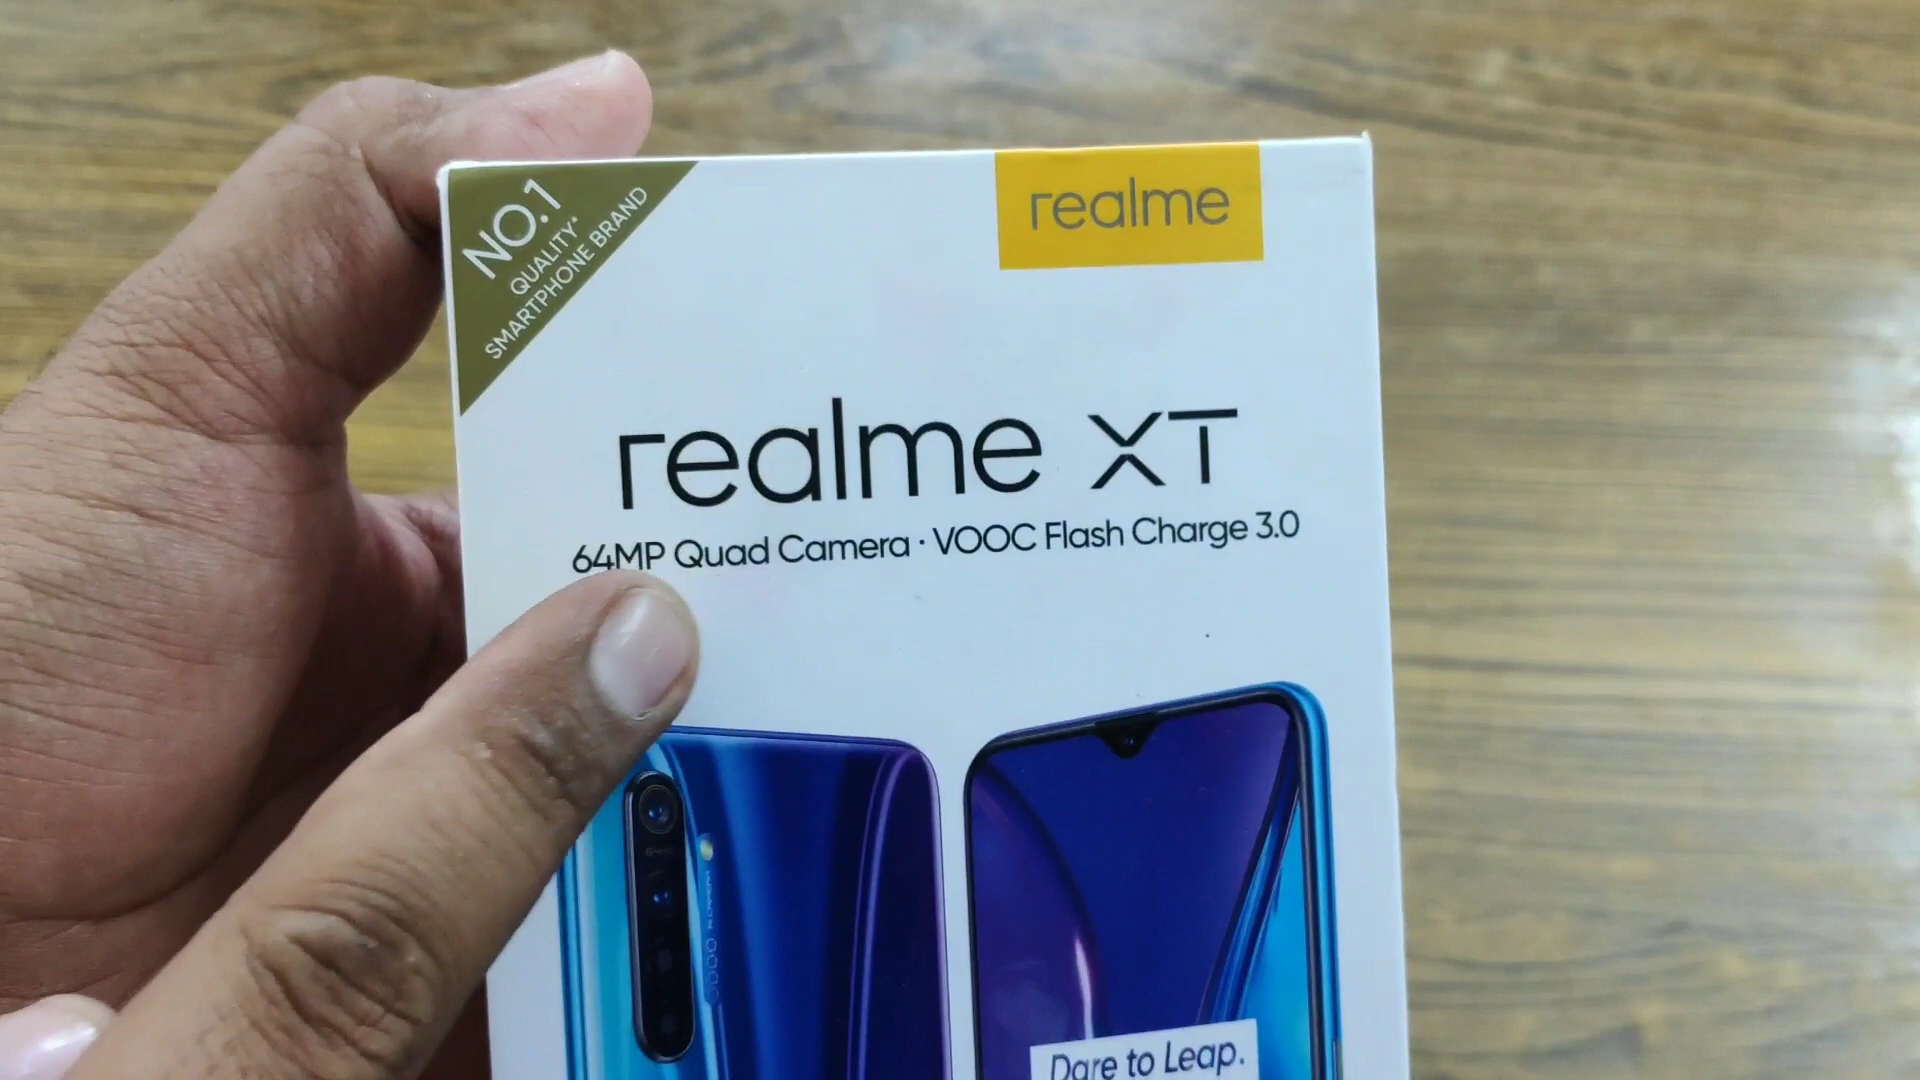 NO.1
QUALITY*
SMARTPHONE BRAND
realme
realme XT
64MP Quad Camera · VOOC Flash Charge 3.0
Dare to Leap.